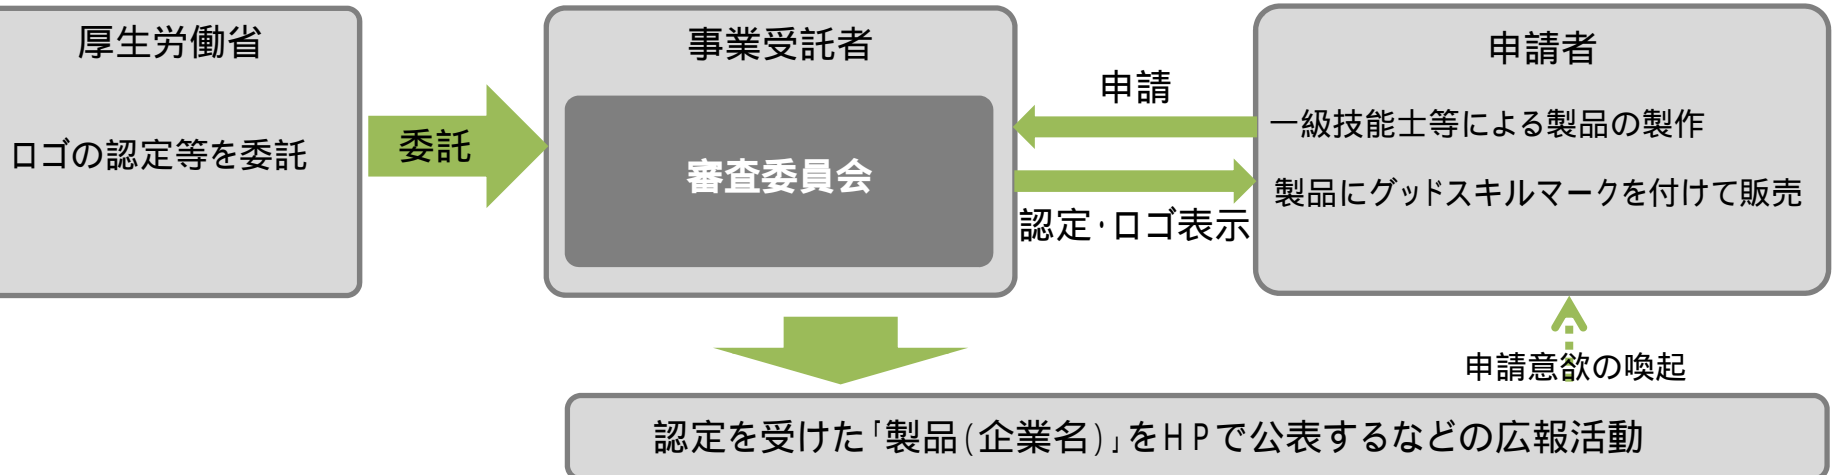 厚生労働省
ロゴの認定等を委託
委託
事業受託者
審査委員会
申請
認定・ロゴ表示
申請者
一級技能士等による製品の製作
製品にグッドスキルマークを付けて販売
申請意欲の喚起
認定を受けた「製品(企業名)」をHPで公表するなどの広報活動